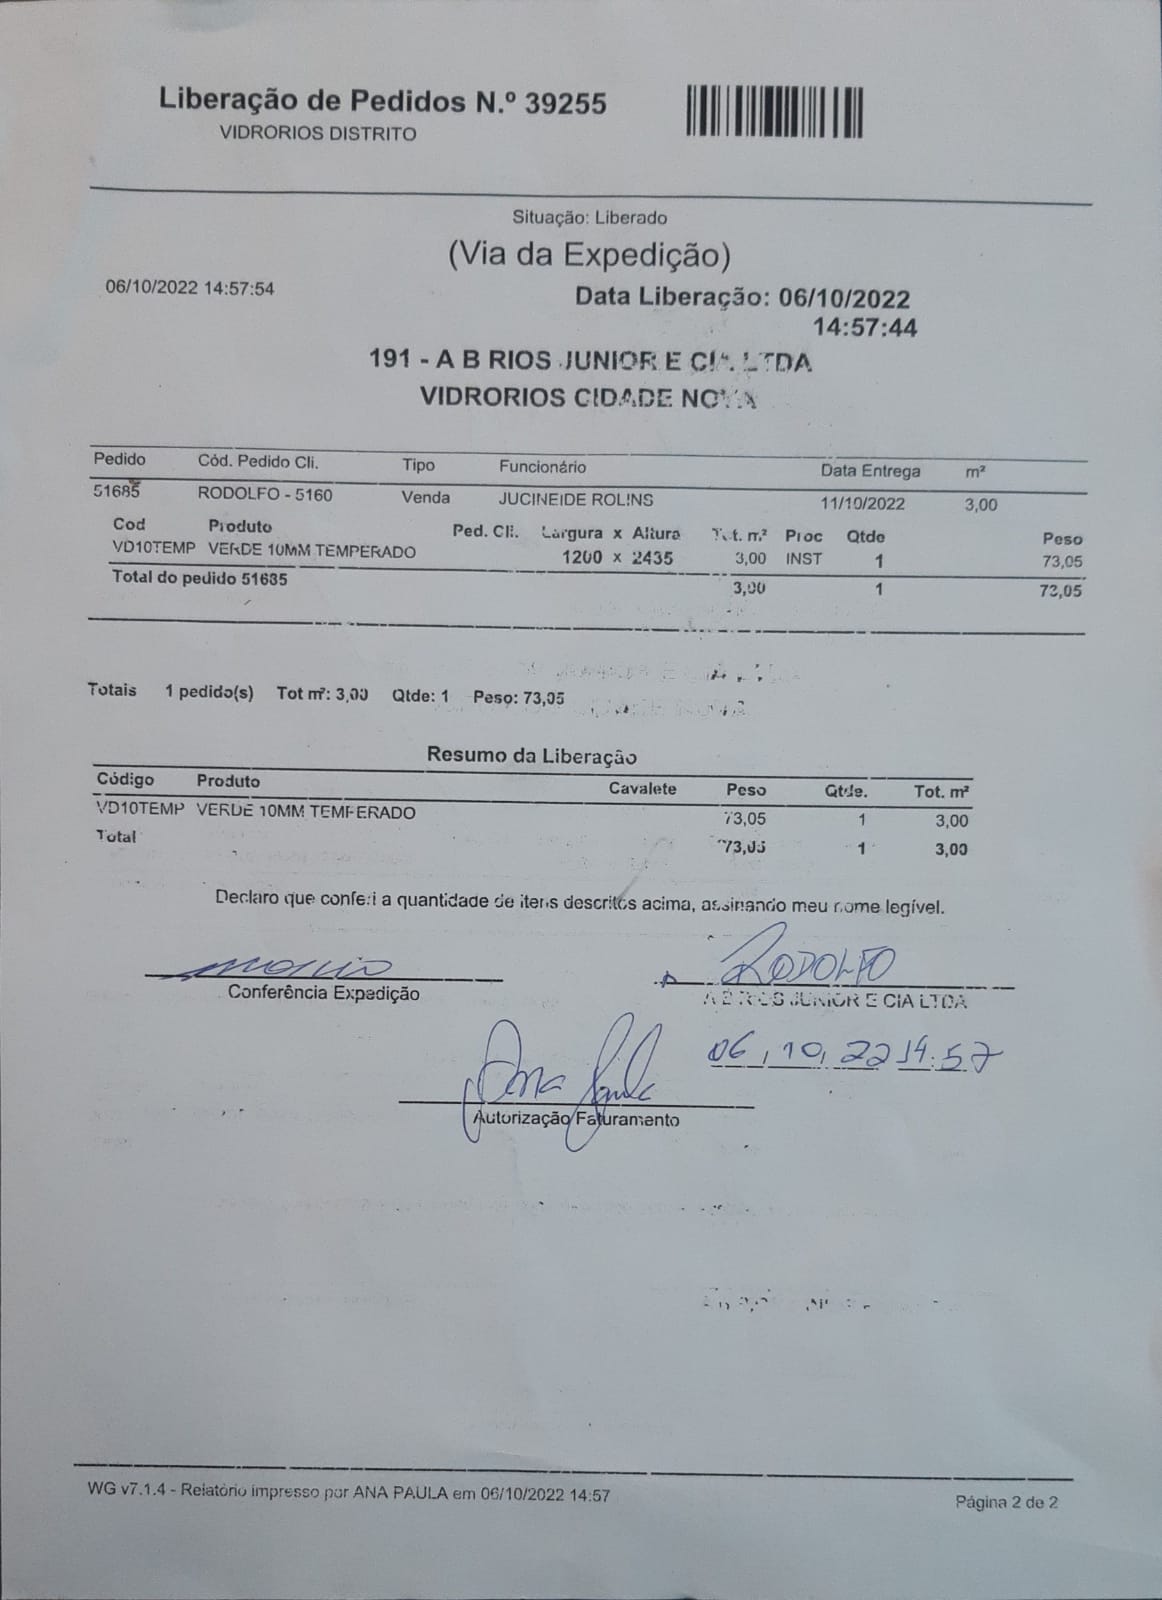 Liberação de Pedidos N.º 39255
VIDRORIOS DISTRITO
Situação: Liberado
(Via da Expedição)
06/10/2022 14:57:54
Data Liberação: 06/10/2022
14:57:44
191 - A B RIOS JUNIOR E CIA LTDA
VIDRORIOS CIDADE NOVA
Pedido Cód. Pedido Cli. Tipo Funcionário Data Entrega m²
51685 RODOLFO - 5160 Venda JUCINEIDE ROLINS 11/10/2022 3,00
Cod Produto Ped. Cli. Largura x Altura Tot. m² Proc Qtde Peso
VD10TEMP VERDE 10MM TEMPERADO 1200 x 2435 3,00 INST 1 73,05
Total do pedido 51685 3,00 1 73,05
Totais 1 pedido(s) Tot m²: 3,00 Qtde: 1 Peso: 73,05
Resumo da Liberação
Código Produto Cavalete Peso Qtde. Tot. m²
VD10TEMP VERDE 10MM TEMPERADO 73,05 1 3,00
Total 73,05 1 3,00
Declaro que conferi a quantidade de itens descritos acima, assinando meu nome legível.
RODOLFO
Conferência Expedição
A B RIOS JUNIOR E CIA LTDA
06,10,22 14:57
Ana Paula
Autorização Faturamento
WG v7.1.4 - Relatório impresso por ANA PAULA em 06/10/2022 14:57
Página 2 de 2